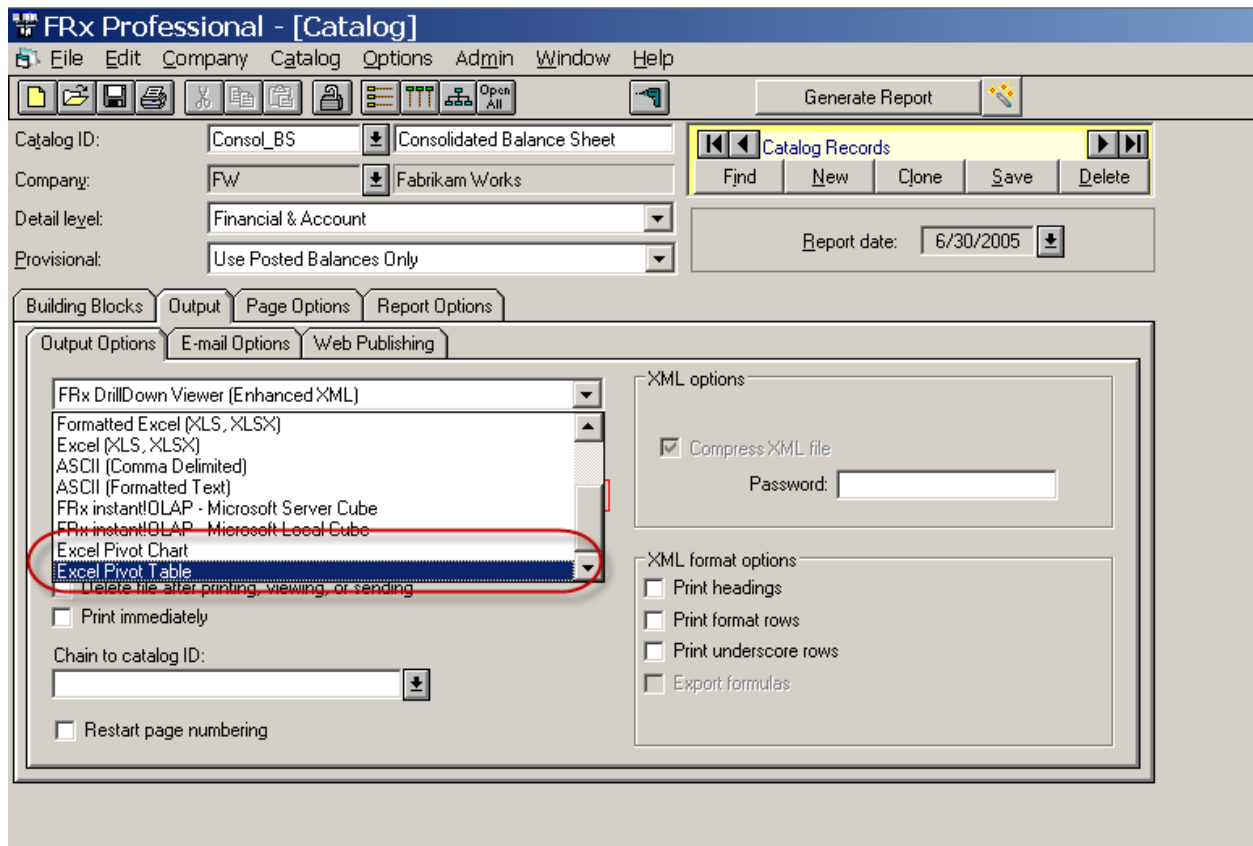 FRx Professional - [Catalog]
File Edit Company Catalog Options Admin Window Help
Open All
Generate Report
Catalog ID: Consol_BS Consolidated Balance Sheet
Catalog Records
Company: FW Fabrikam Works
Find New Clone Save Delete
Detail level: Financial & Account
Report date: 6/30/2005
Provisional: Use Posted Balances Only
Building Blocks Output Page Options Report Options
Output Options E-mail Options Web Publishing
FRx DrillDown Viewer (Enhanced XML)
Formatted Excel (XLS, XLSX)
Excel (XLS, XLSX)
ASCII (Comma Delimited)
ASCII (Formatted Text)
FRx instant!OLAP - Microsoft Server Cube
FRx instant!OLAP - Microsoft Local Cube
Excel Pivot Chart
Excel Pivot Table
Delete file after printing, viewing, or sending
Print immediately
Chain to catalog ID:
Restart page numbering
XML options
Compress XML file
Password:
XML format options
Print headings
Print format rows
Print underscore rows
Export formulas